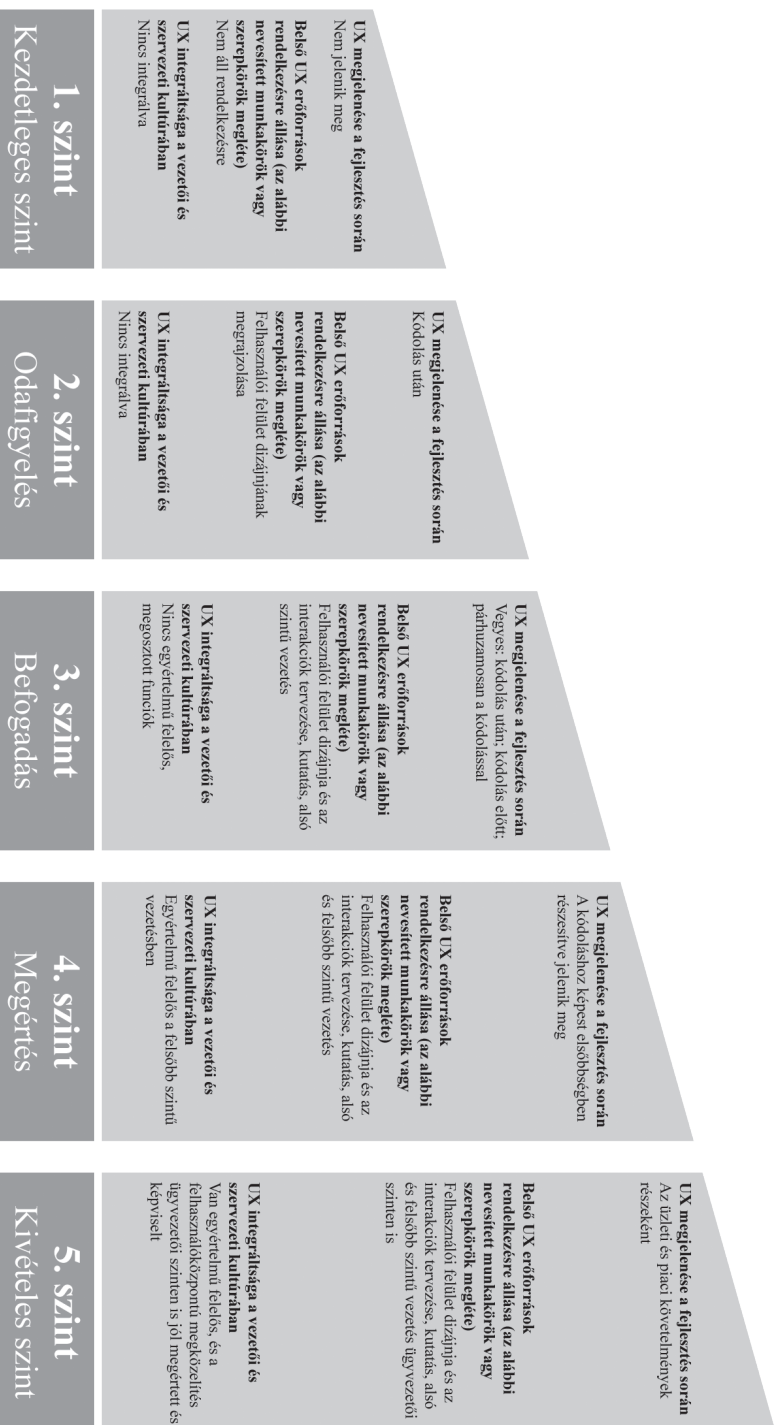 UX megjelenése a fejlesztés során
Nem jelenik meg
Belső UX erőforrások
rendelkezésre állása (az alábbi
nevesített munkakörök vagy
szerepkörök megléte)
Nem áll rendelkezésre
UX integráltsága a vezetői és
szervezeti kultúrában
Nincs integrálva
1. szint
Kezdetleges szint
UX megjelenése a fejlesztés során
Kódolás után
Belső UX erőforrások
rendelkezésre állása (az alábbi
nevesített munkakörök vagy
szerepkörök megléte)
Felhasználói felület dizájnjának
megrajzolása
UX integráltsága a vezetői és
szervezeti kultúrában
Nincs integrálva
2. szint
Odafigyelés
UX megjelenése a fejlesztés során
Vegyes: kódolás után; kódolás előtt;
párhuzamosan a kódolással
Belső UX erőforrások
rendelkezésre állása (az alábbi
nevesített munkakörök vagy
szerepkörök megléte)
Felhasználói felület dizájnja és az
interakciók tervezése, kutatás, alsó
szintű vezetés
UX integráltsága a vezetői és
szervezeti kultúrában
Nincs egyértelmű felelős,
megosztott funciók
3. szint
Befogadás
UX megjelenése a fejlesztés során
A kódoláshoz képest elsőbbségben
részesítve jelenik meg
Belső UX erőforrások
rendelkezésre állása (az alábbi
nevesített munkakörök vagy
szerepkörök megléte)
Felhasználói felület dizájnja és az
interakciók tervezése, kutatás, alsó
és felsőbb szintű vezetés
UX integráltsága a vezetői és
szervezeti kultúrában
Egyértelmű felelős a felsőbb szintű
vezetésben
4. szint
Megértés
UX megjelenése a fejlesztés során
Az üzleti és piaci követelmények
részeként
Belső UX erőforrások
rendelkezésre állása (az alábbi
nevesített munkakörök vagy
szerepkörök megléte)
Felhasználói felület dizájnja és az
interakciók tervezése, kutatás, alsó
és felsőbb szintű vezetés ügyvezetői
szinten is
UX integráltsága a vezetői és
szervezeti kultúrában
Van egyértelmű felelős, és a
felhasználóközpontú megközelítés
ügyvezetői szinten is jól megértett és
képviselt
5. szint
Kivételes szint